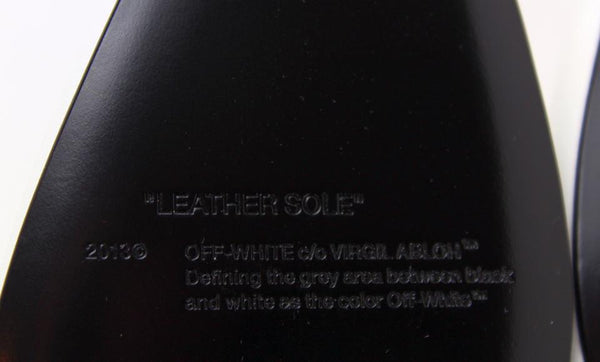 "LEATHER SOLE"
2013© OFF-WHITE c/o VIRGIL ABLOH™
Defining the grey area between black
and white as the color Off-White™